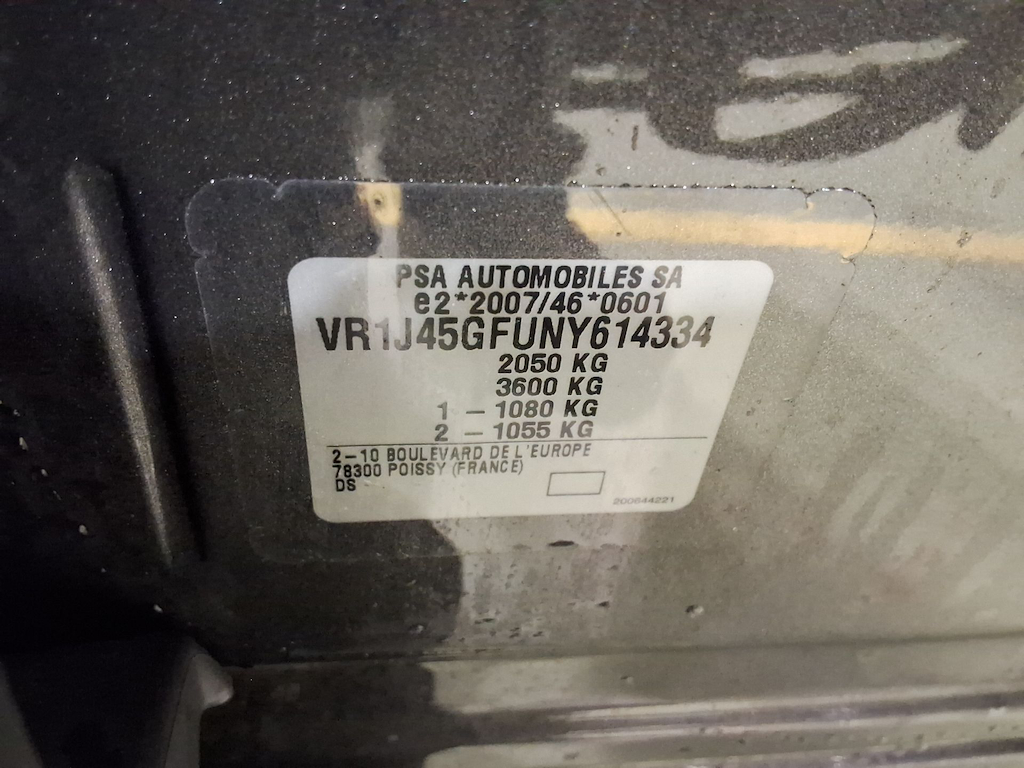 PSA AUTOMOBILES SA
e2*2007/46*0601
VR1J45GFUNY614334
2050 KG
3600 KG
1 – 1080 KG
2 – 1055 KG
2–10 BOULEVARD DE L'EUROPE
78300 POISSY (FRANCE)
DS
200644221